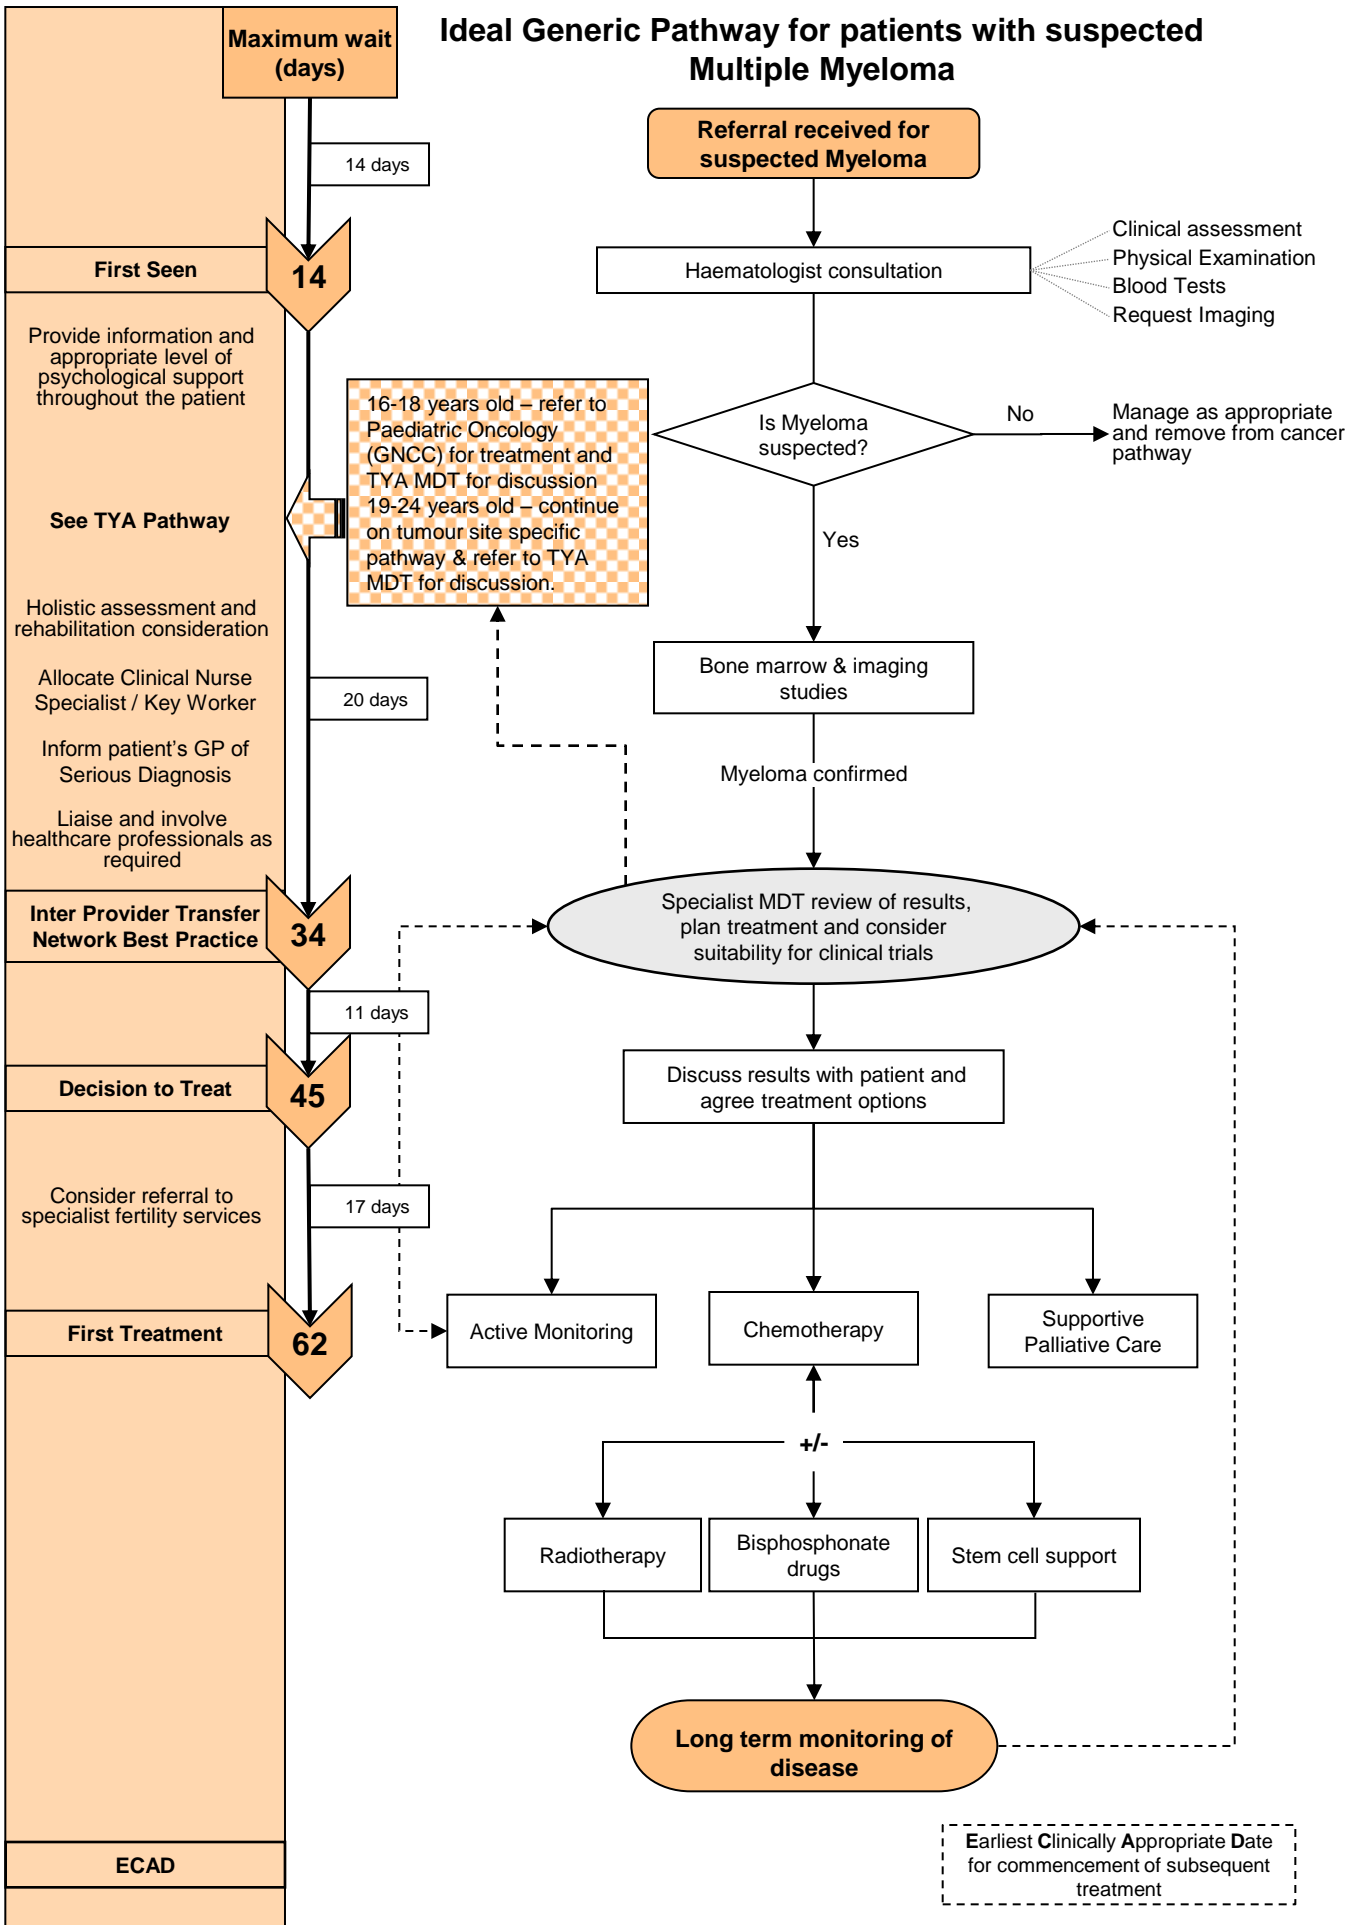 Ideal Generic Pathway for patients with suspected
Multiple Myeloma
Maximum wait
(days)
14 days
First Seen
14
Provide information and
appropriate level of
psychological support
throughout the patient
See TYA Pathway
Holistic assessment and
rehabilitation consideration
Allocate Clinical Nurse
Specialist / Key Worker
20 days
Inform patient's GP of
Serious Diagnosis
Liaise and involve
healthcare professionals as
required
Inter Provider Transfer
Network Best Practice
34
11 days
Decision to Treat
45
Consider referral to
specialist fertility services
17 days
First Treatment
62
ECAD
Referral received for
suspected Myeloma
Haematologist consultation
Clinical assessment
Physical Examination
Blood Tests
Request Imaging
Is Myeloma
suspected?
No
Manage as appropriate
and remove from cancer
pathway
16-18 years old – refer to
Paediatric Oncology
(GNCC) for treatment and
TYA MDT for discussion
19-24 years old – continue
on tumour site specific
pathway & refer to TYA
MDT for discussion.
Yes
Bone marrow & imaging
studies
Myeloma confirmed
Specialist MDT review of results,
plan treatment and consider
suitability for clinical trials
Discuss results with patient and
agree treatment options
Active Monitoring
Chemotherapy
Supportive
Palliative Care
+/-
Radiotherapy
Bisphosphonate
drugs
Stem cell support
Long term monitoring of
disease
Earliest Clinically Appropriate Date
for commencement of subsequent
treatment